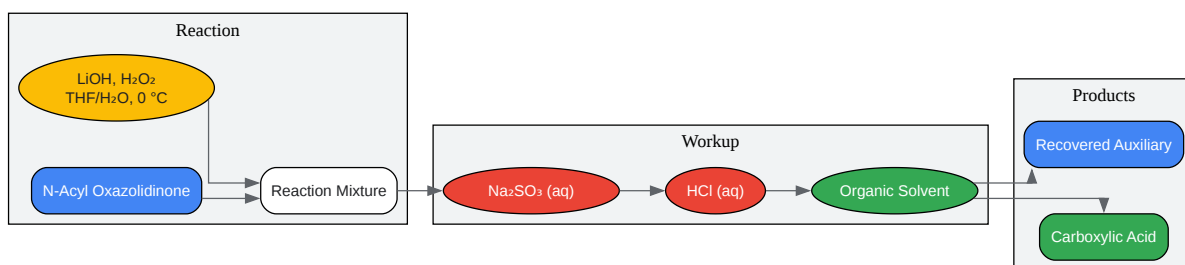 Reaction
LiOH, H₂O₂
THF/H₂O, 0 °C
N-Acyl Oxazolidinone
Reaction Mixture
Workup
Na₂SO₃ (aq)
HCl (aq)
Organic Solvent
Products
Recovered Auxiliary
Carboxylic Acid